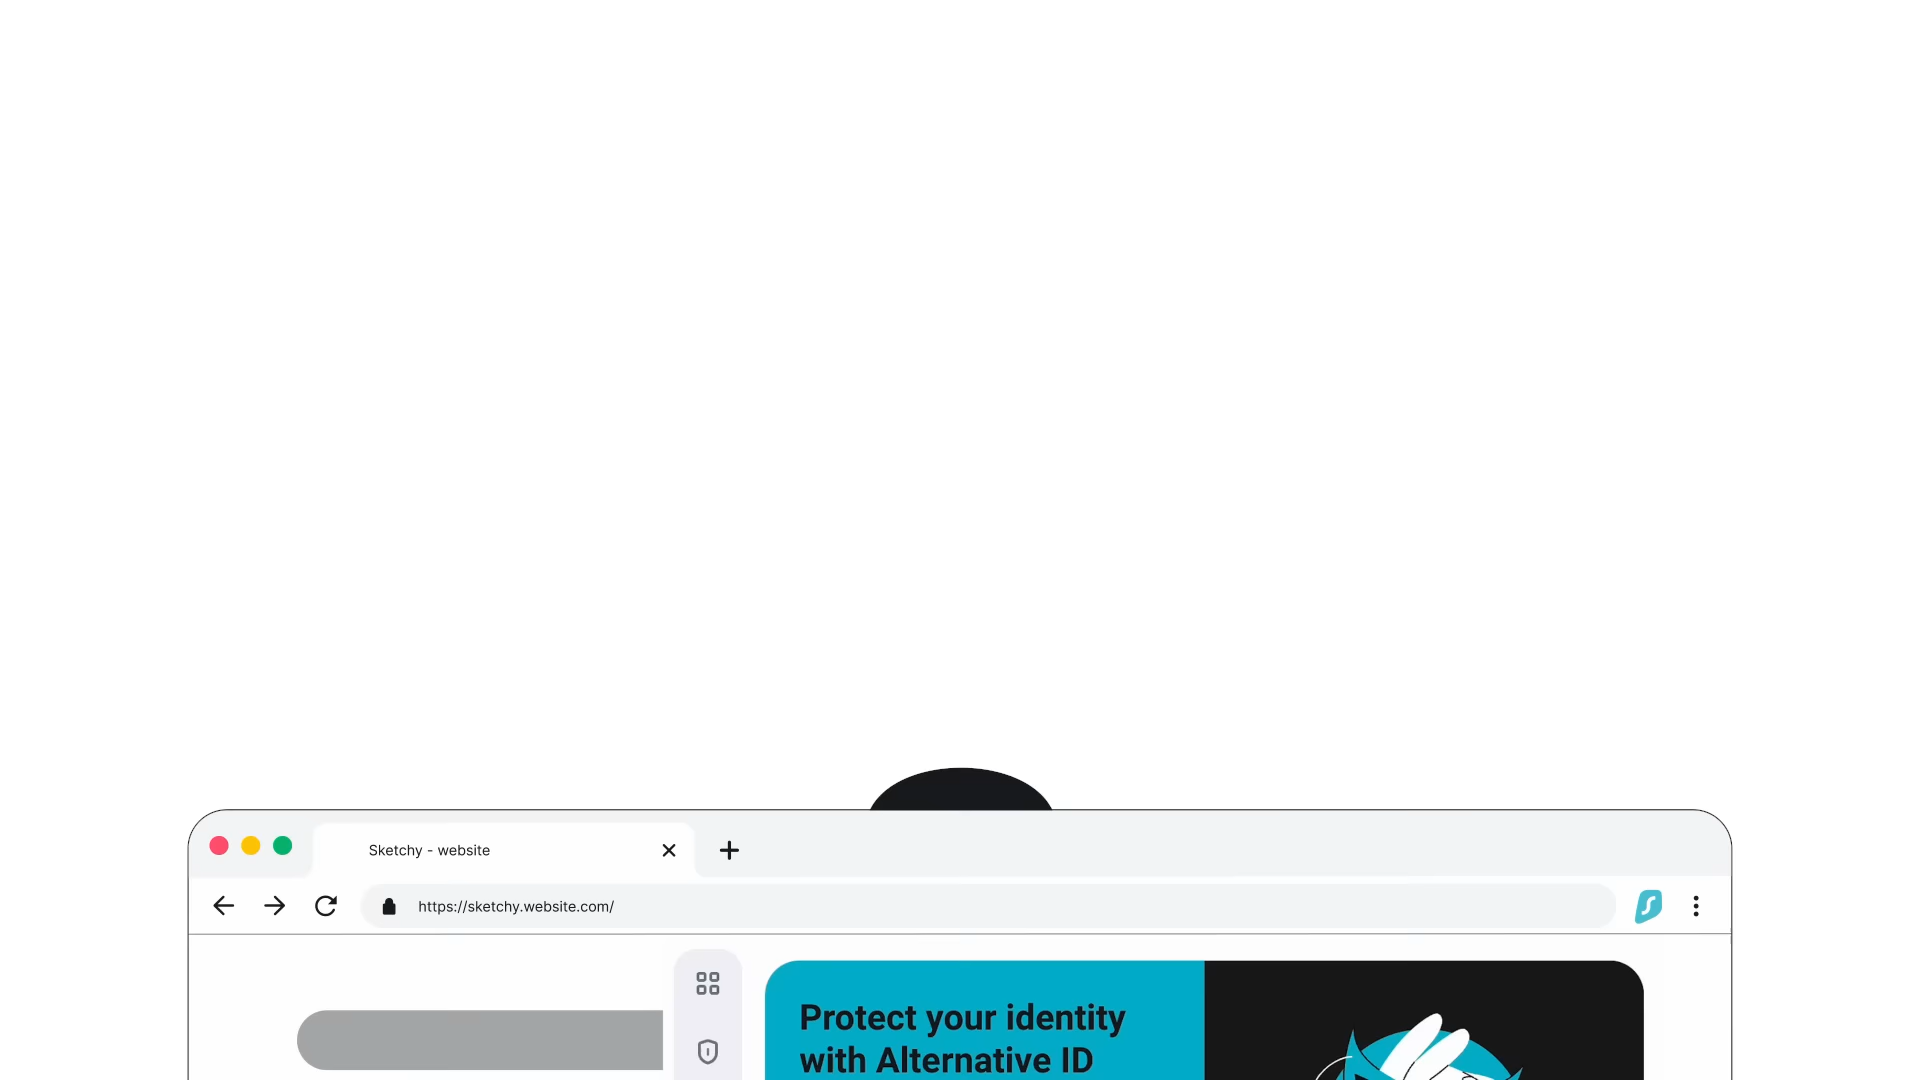 Sketchy - website
https://sketchy.website.com/
Protect your identity
with Alternative ID